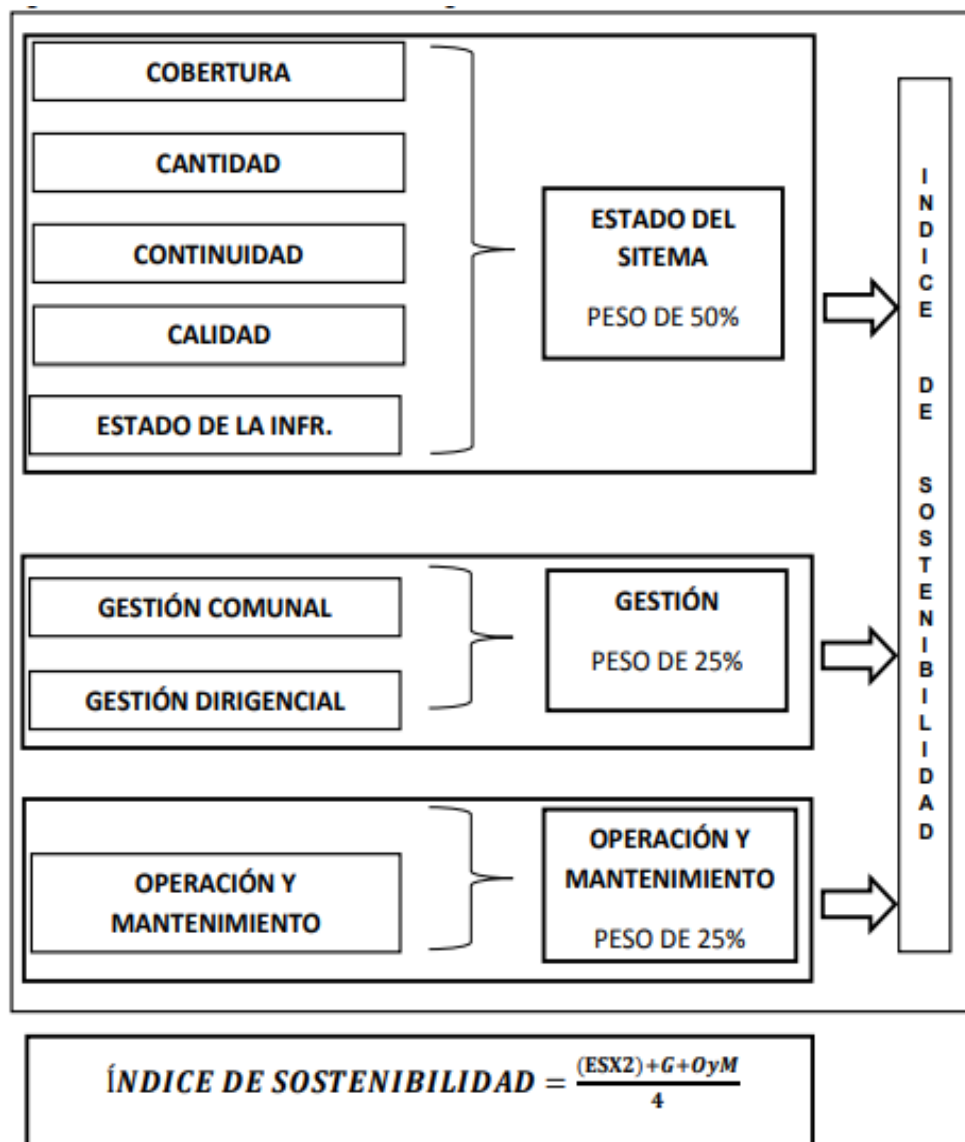 COBERTURA
CANTIDAD
CONTINUIDAD
CALIDAD
ESTADO DE LA INFR.
ESTADO DEL
SITEMA
PESO DE 50%
GESTIÓN COMUNAL
GESTIÓN DIRIGENCIAL
GESTIÓN
PESO DE 25%
OPERACIÓN Y
MANTENIMIENTO
OPERACIÓN Y
MANTENIMIENTO
PESO DE 25%
INDICE DE SOSTENIBILIDAD
ÍNDICE DE SOSTENIBILIDAD = (ESX2)+G+OyM / 4